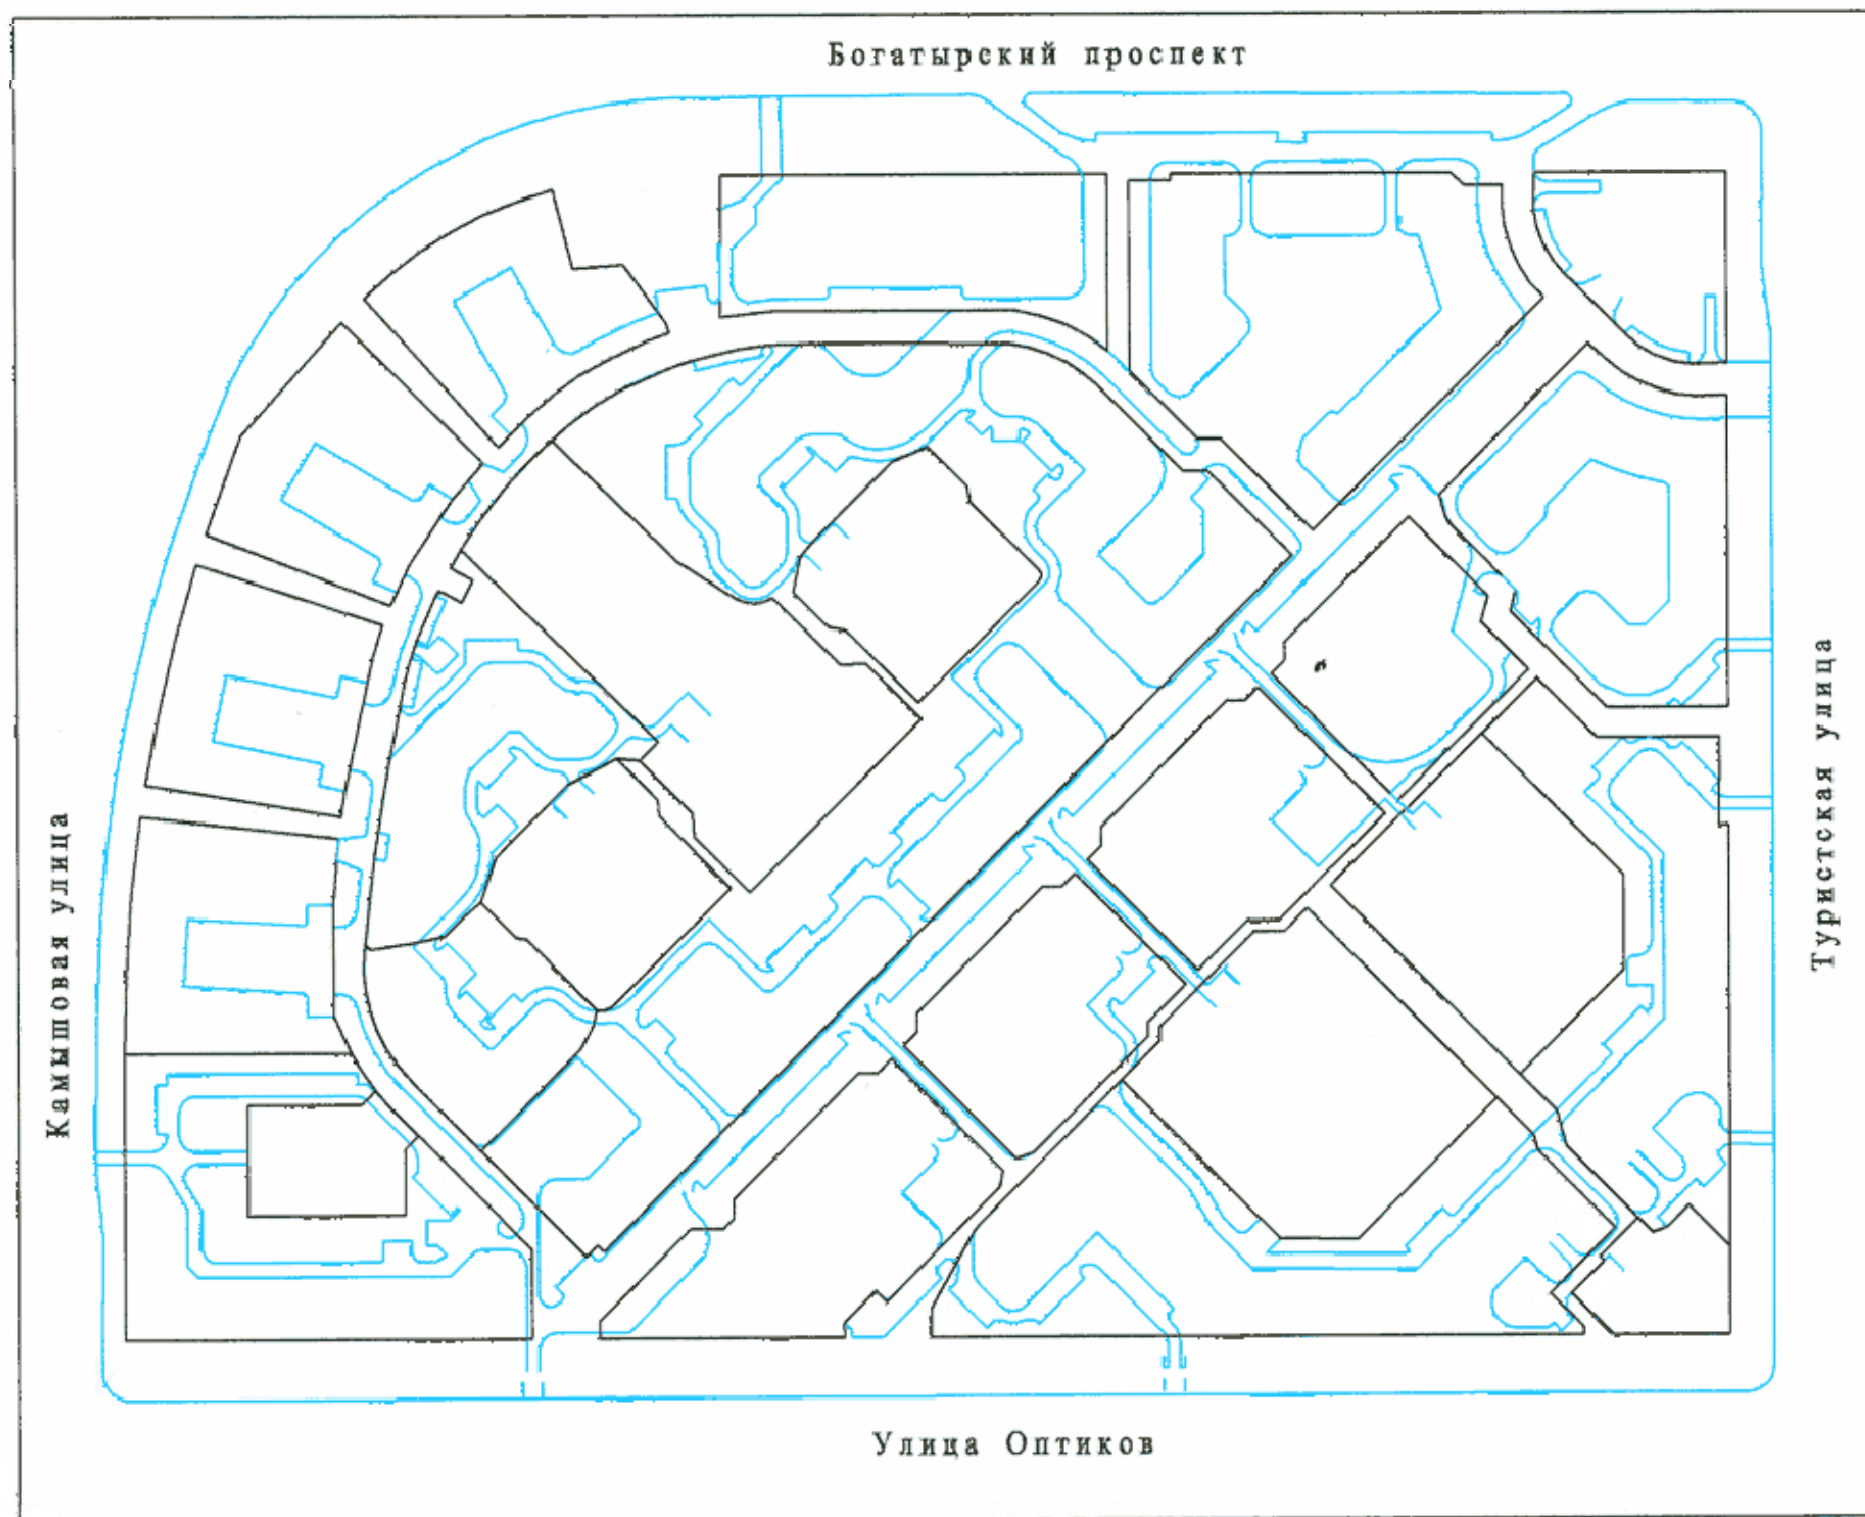 Богатырский проспект
Камышовая улица
Туристская улица
Улица Оптиков